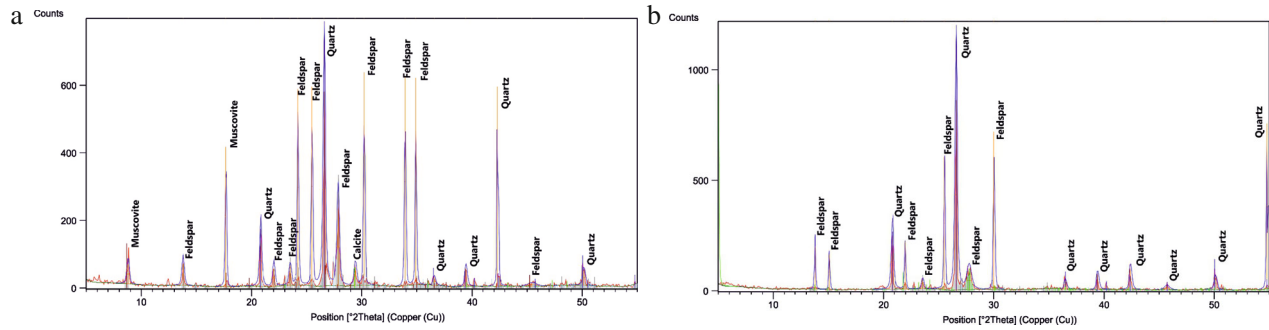 a
Counts
600
400
200
0
Muscovite
Feldspar
Muscovite
Quartz
Feldspar
Feldspar
Feldspar
Feldspar
Quartz
Feldspar
Calcite
Feldspar
Feldspar
Feldspar
Quartz
Quartz
Quartz
Feldspar
Quartz
10
20
30
40
50
Position [°2Theta] (Copper (Cu))
b
Counts
1000
500
0
Feldspar
Feldspar
Quartz
Feldspar
Feldspar
Feldspar
Quartz
Feldspar
Feldspar
Quartz
Quartz
Quartz
Quartz
Quartz
Quartz
10
20
30
40
50
Position [°2Theta] (Copper (Cu))